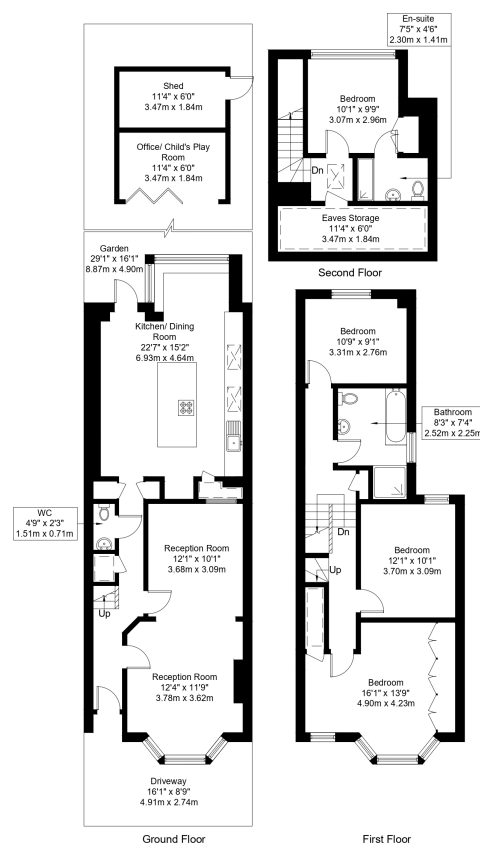 Shed
11'4" x 6'0"
3.47m x 1.84m
Office/ Child's Play
Room
11'4" x 6'0"
3.47m x 1.84m
Garden
29'1" x 16'1"
8.87m x 4.90m
Kitchen/ Dining
Room
22'7" x 15'2"
6.93m x 4.64m
WC
4'9" x 2'3"
1.51m x 0.71m
Reception Room
12'1" x 10'1"
3.68m x 3.09m
Up
Reception Room
12'4" x 11'9"
3.78m x 3.62m
Driveway
16'1" x 8'9"
4.91m x 2.74m
Ground Floor
En-suite
7'5" x 4'6"
2.30m x 1.41m
Bedroom
10'1" x 9'9"
3.07m x 2.96m
Dn
Eaves Storage
11'4" x 6'0"
3.47m x 1.84m
Second Floor
Bedroom
10'9" x 9'1"
3.31m x 2.76m
Bathroom
8'3" x 7'4"
2.52m x 2.25m
Dn
Up
Bedroom
12'1" x 10'1"
3.70m x 3.09m
Bedroom
16'1" x 13'9"
4.90m x 4.23m
First Floor